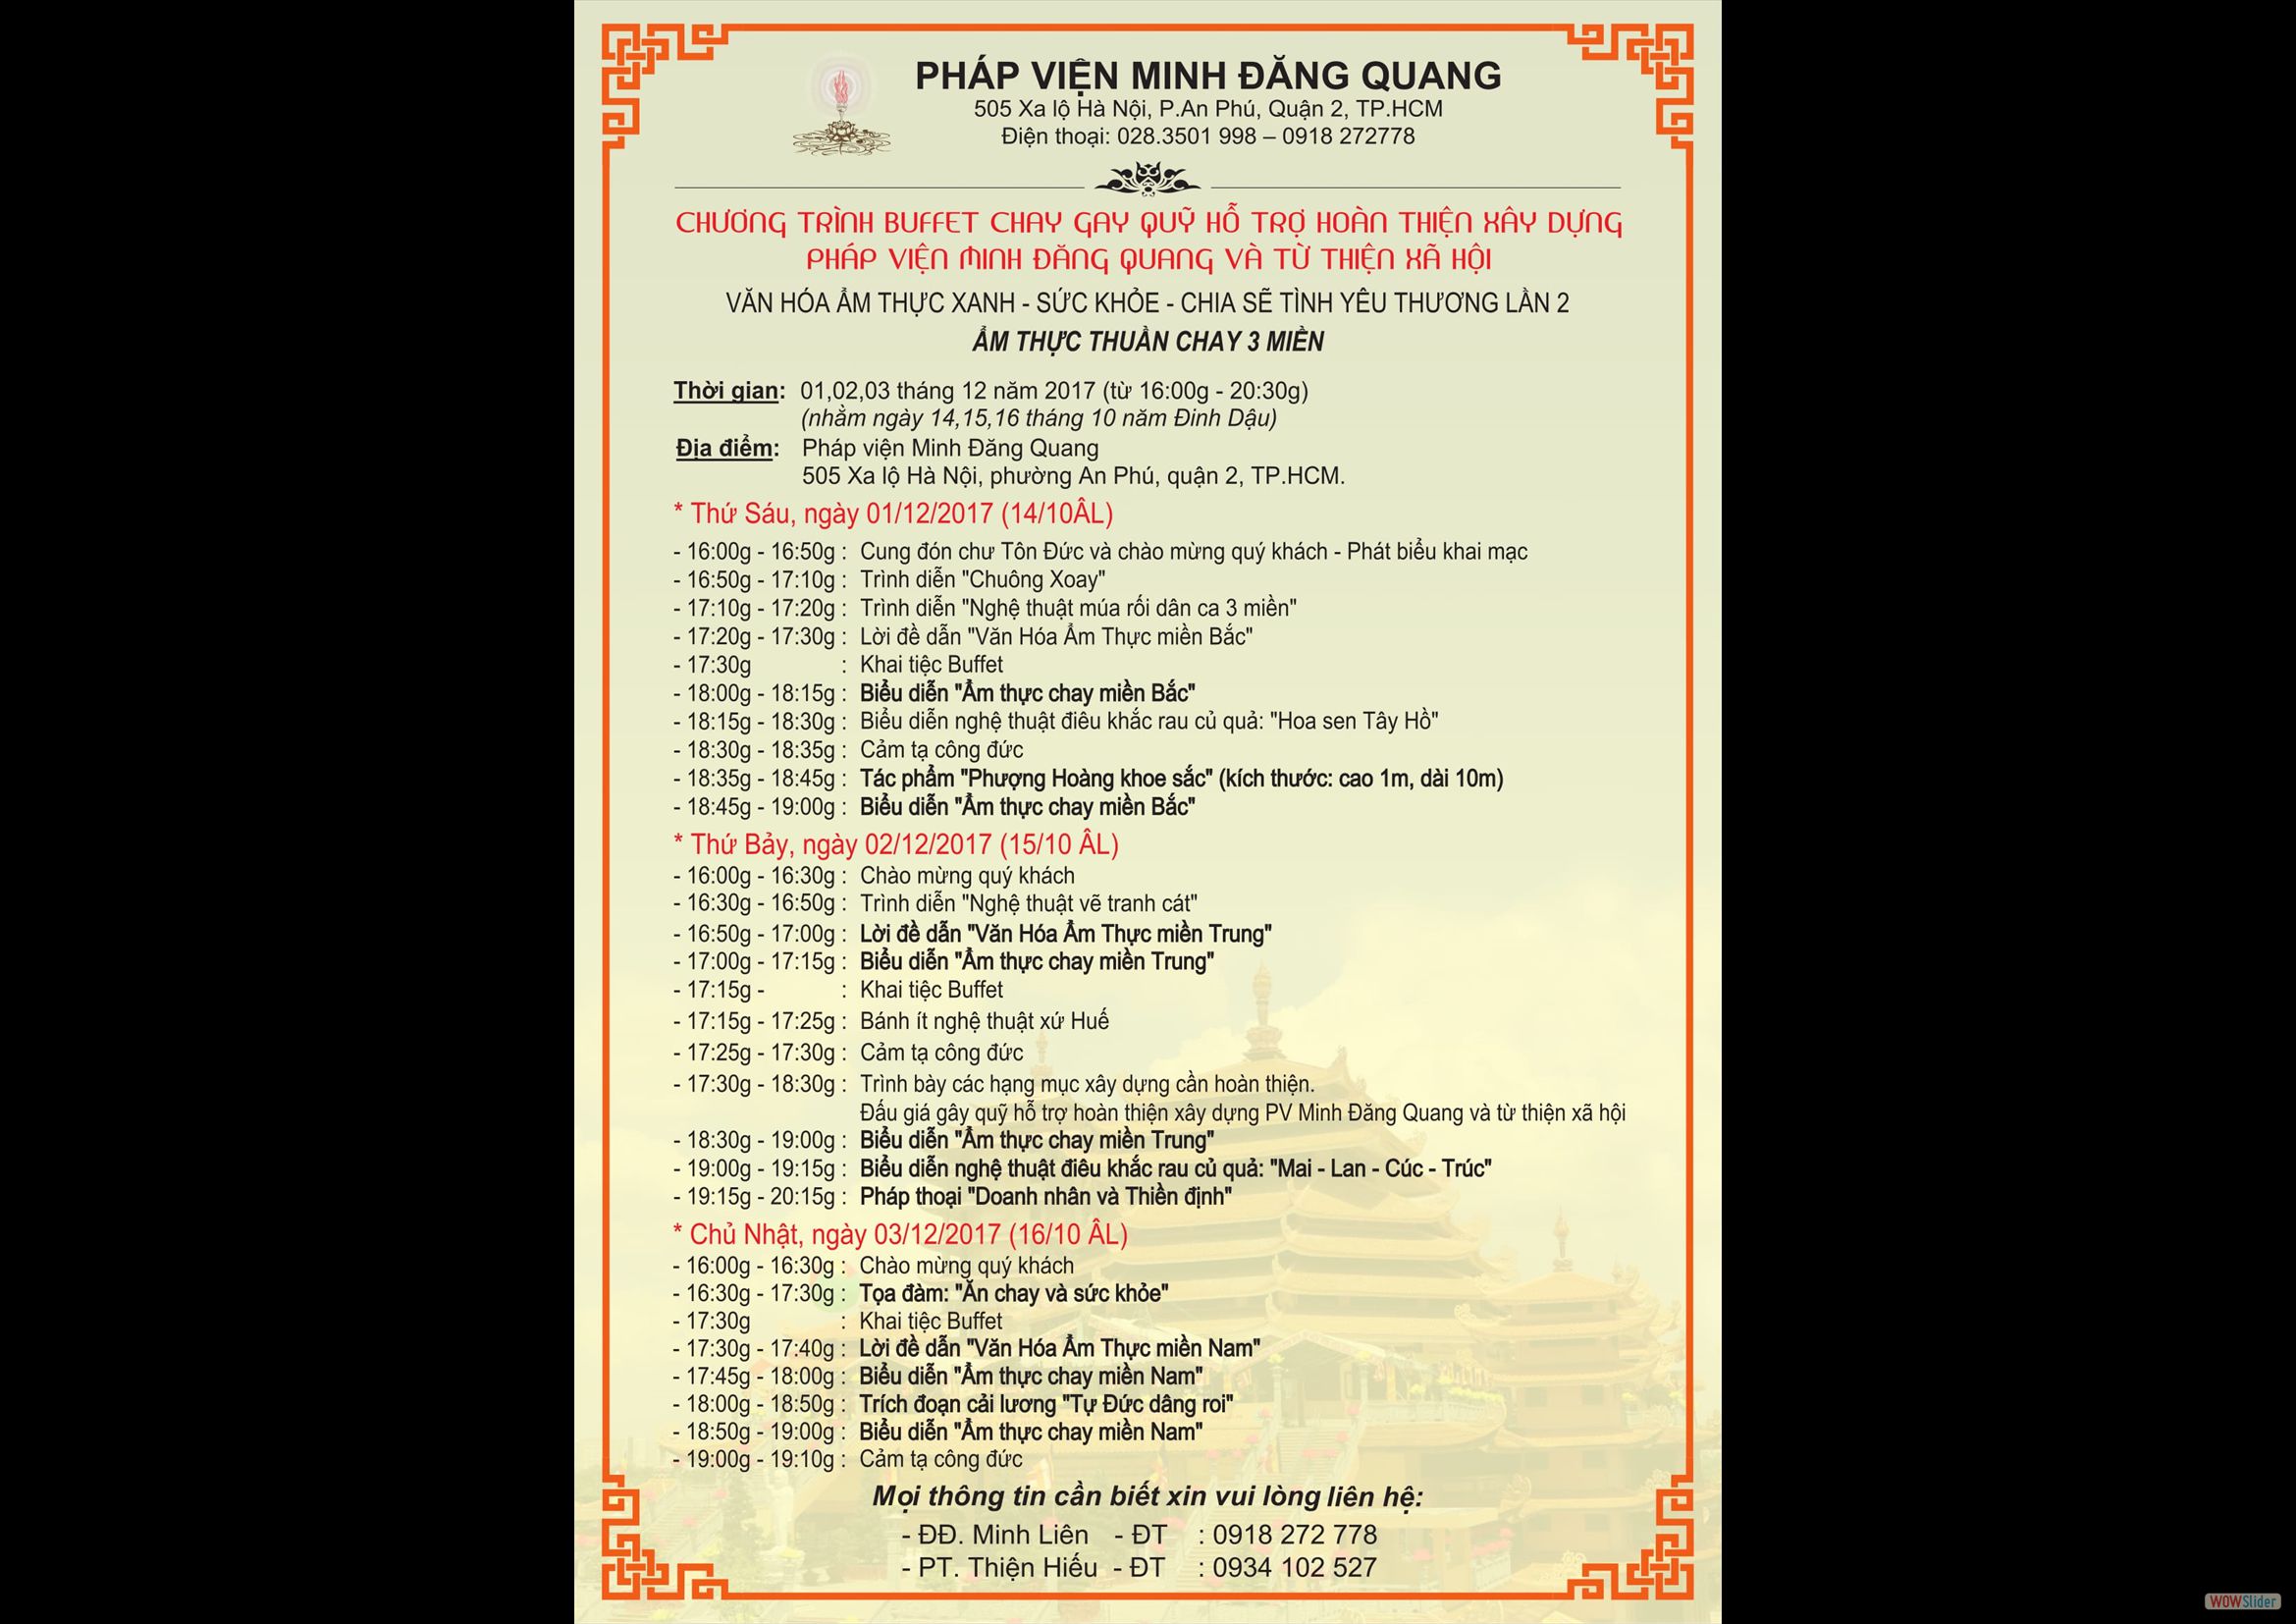 PHÁP VIỆN MINH ĐĂNG QUANG
505 Xa lộ Hà Nội, P.An Phú, Quận 2, TP.HCM
Điện thoại: 028.3501 998 – 0918 272778
CHƯƠNG TRÌNH BUFFET CHAY GAY QUỸ HỖ TRỢ HOÀN THIỆN XÂY DỰNG
PHÁP VIỆN MINH ĐĂNG QUANG VÀ TỪ THIỆN XÃ HỘI
VĂN HÓA ẨM THỰC XANH - SỨC KHỎE - CHIA SẼ TÌNH YÊU THƯƠNG LẦN 2
ẨM THỰC THUẦN CHAY 3 MIỀN
Thời gian: 01,02,03 tháng 12 năm 2017 (từ 16:00g - 20:30g)
(nhằm ngày 14,15,16 tháng 10 năm Đinh Dậu)
Địa điểm: Pháp viện Minh Đăng Quang
505 Xa lộ Hà Nội, phường An Phú, quận 2, TP.HCM.
* Thứ Sáu, ngày 01/12/2017 (14/10ÂL)
- 16:00g - 16:50g : Cung đón chư Tôn Đức và chào mừng quý khách - Phát biểu khai mạc
- 16:50g - 17:10g : Trình diễn "Chuông Xoay"
- 17:10g - 17:20g : Trình diễn "Nghệ thuật múa rối dân ca 3 miền"
- 17:20g - 17:30g : Lời đề dẫn "Văn Hóa Ẩm Thực miền Bắc"
- 17:30g : Khai tiệc Buffet
- 18:00g - 18:15g : Biểu diễn "Ẩm thực chay miền Bắc"
- 18:15g - 18:30g : Biểu diễn nghệ thuật điêu khắc rau củ quả: "Hoa sen Tây Hồ"
- 18:30g - 18:35g : Cảm tạ công đức
- 18:35g - 18:45g : Tác phẩm "Phượng Hoàng khoe sắc" (kích thước: cao 1m, dài 10m)
- 18:45g - 19:00g : Biểu diễn "Ẩm thực chay miền Bắc"
* Thứ Bảy, ngày 02/12/2017 (15/10 ÂL)
- 16:00g - 16:30g : Chào mừng quý khách
- 16:30g - 16:50g : Trình diễn "Nghệ thuật vẽ tranh cát"
- 16:50g - 17:00g : Lời đề dẫn "Văn Hóa Ẩm Thực miền Trung"
- 17:00g - 17:15g : Biểu diễn "Ẩm thực chay miền Trung"
- 17:15g - : Khai tiệc Buffet
- 17:15g - 17:25g : Bánh ít nghệ thuật xứ Huế
- 17:25g - 17:30g : Cảm tạ công đức
- 17:30g - 18:30g : Trình bày các hạng mục xây dựng cần hoàn thiện.
Đấu giá gây quỹ hỗ trợ hoàn thiện xây dựng PV Minh Đăng Quang và từ thiện xã hội
- 18:30g - 19:00g : Biểu diễn "Ẩm thực chay miền Trung"
- 19:00g - 19:15g : Biểu diễn nghệ thuật điêu khắc rau củ quả: "Mai - Lan - Cúc - Trúc"
- 19:15g - 20:15g : Pháp thoại "Doanh nhân và Thiền định"
* Chủ Nhật, ngày 03/12/2017 (16/10 ÂL)
- 16:00g - 16:30g : Chào mừng quý khách
- 16:30g - 17:30g : Tọa đàm: "Ăn chay và sức khỏe"
- 17:30g : Khai tiệc Buffet
- 17:30g - 17:40g : Lời đề dẫn "Văn Hóa Ẩm Thực miền Nam"
- 17:45g - 18:00g : Biểu diễn "Ẩm thực chay miền Nam"
- 18:00g - 18:50g : Trích đoạn cải lương "Tự Đức dâng roi"
- 18:50g - 19:00g : Biểu diễn "Ẩm thực chay miền Nam"
- 19:00g - 19:10g : Cảm tạ công đức
Mọi thông tin cần biết xin vui lòng liên hệ:
- ĐĐ. Minh Liên - ĐT : 0918 272 778
- PT. Thiện Hiếu - ĐT : 0934 102 527
WOWSlider